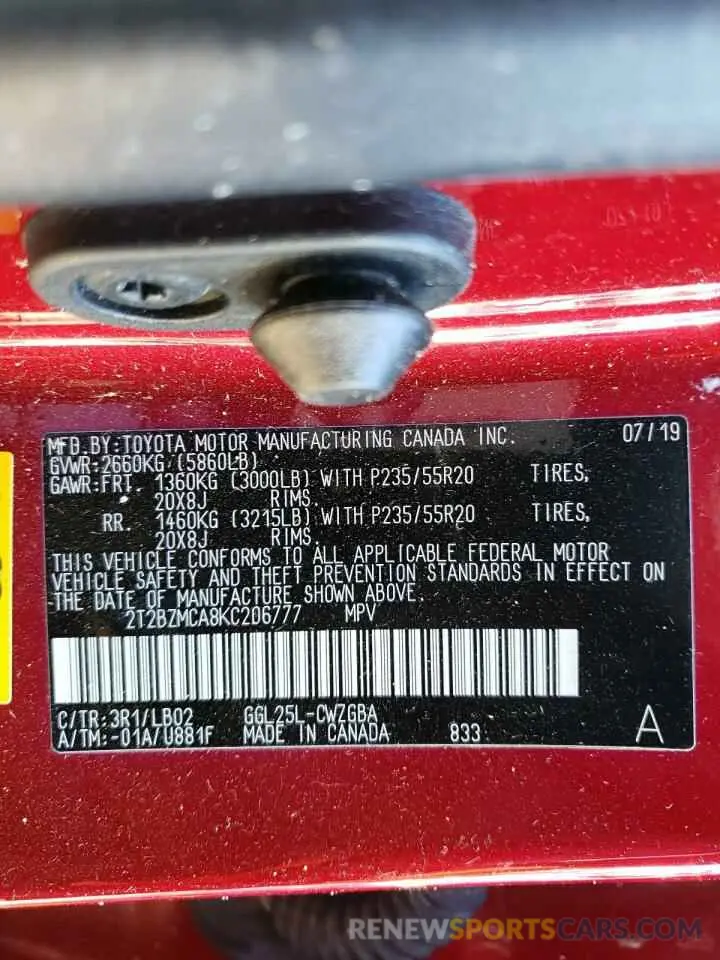 MFD.BY:TOYOTA MOTOR MANUFACTURING CANADA INC. 07/19
GVWR:2660KG (5860LB)
GAWR:FRT. 1360KG (3000LB) WITH P235/55R20 TIRES,
20X8J RIMS.
RR. 1460KG (3215LB) WITH P235/55R20 TIRES,
20X8J RIMS.
THIS VEHICLE CONFORMS TO ALL APPLICABLE FEDERAL MOTOR
VEHICLE SAFETY AND THEFT PREVENTION STANDARDS IN EFFECT ON
THE DATE OF MANUFACTURE SHOWN ABOVE.
2T2BZMCA8KC206777 MPV
C/TR:3R1/LB02 GGL25L-CWZGBA
A/TM:-01A/U881F MADE IN CANADA 833 A
RENEWSPORTSCARS.COM